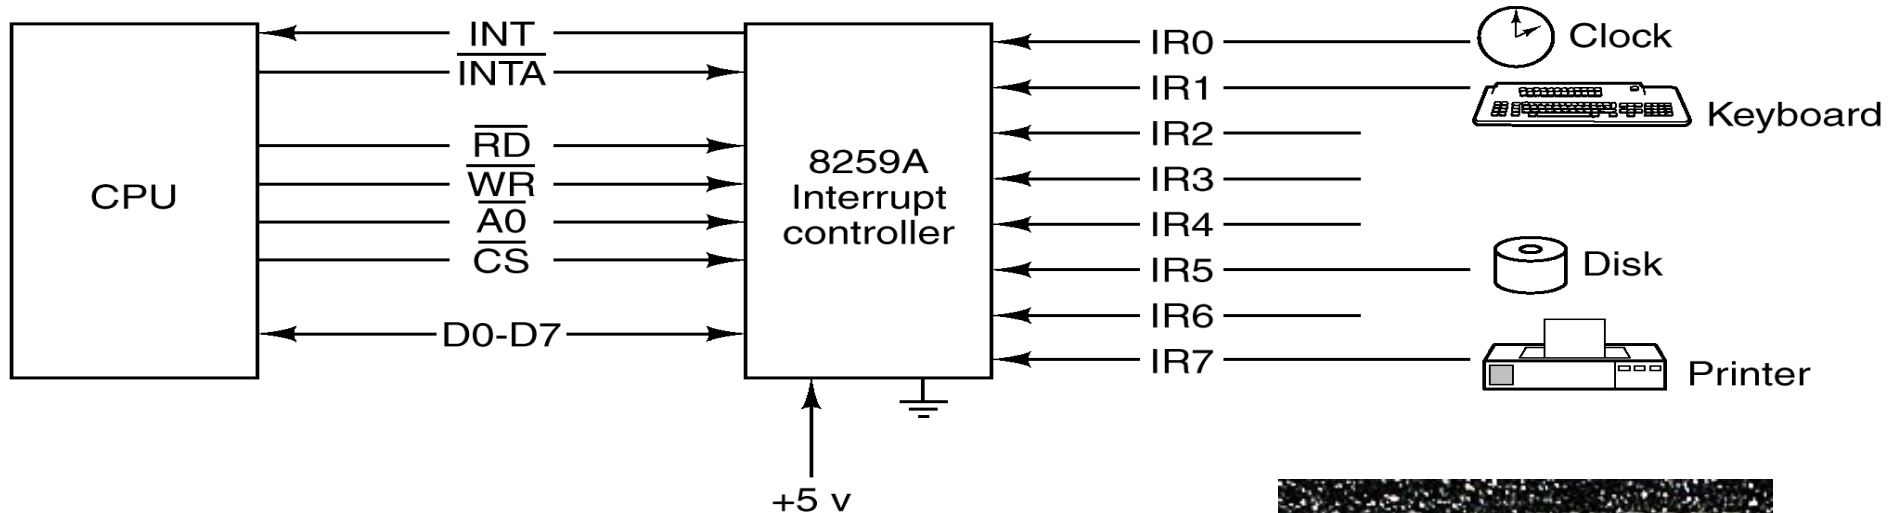 CPU
INT
INTA
RD
WR
A0
CS
D0-D7
8259A
Interrupt
controller
+5 v
IR0
IR1
IR2
IR3
IR4
IR5
IR6
IR7
Clock
Keyboard
Disk
Printer